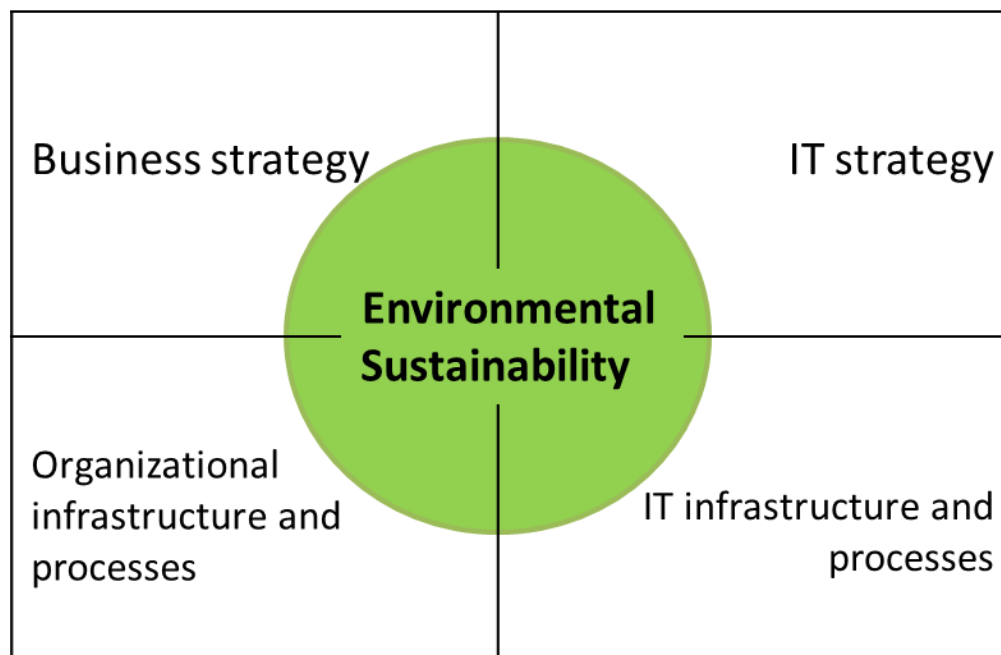 Business strategy
IT strategy
Environmental
Sustainability
Organizational
infrastructure and
processes
IT infrastructure and
processes